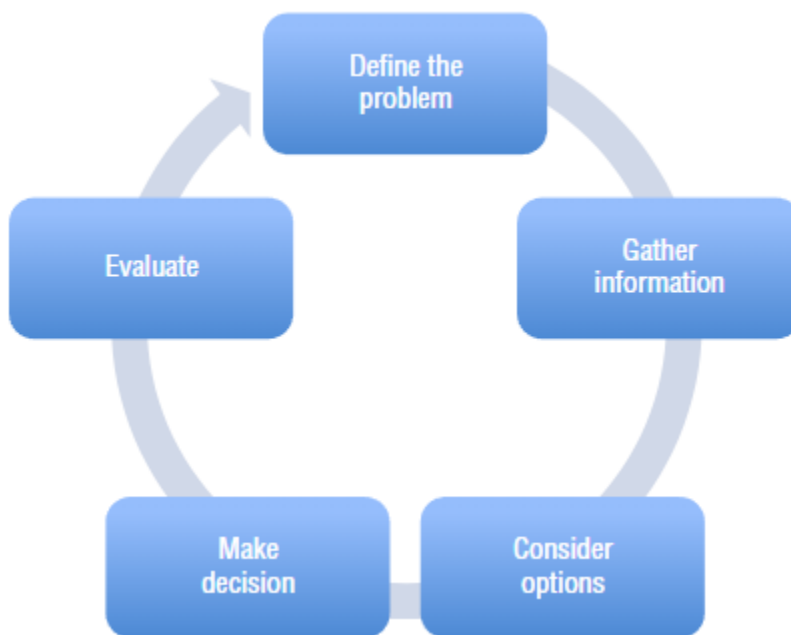 Define the
problem
Gather
information
Consider
options
Make
decision
Evaluate